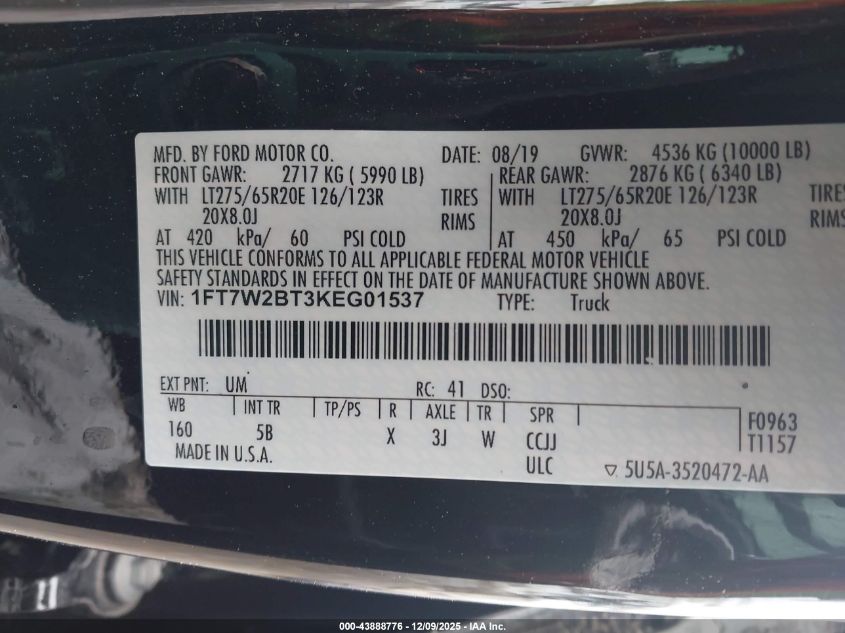 MFD. BY FORD MOTOR CO. DATE: 08/19 GVWR: 4536 KG (10000 LB)
FRONT GAWR: 2717 KG ( 5990 LB) REAR GAWR: 2876 KG ( 6340 LB)
WITH LT275/65R20E 126/123R TIRES WITH LT275/65R20E 126/123R TIRES
20X8.0J RIMS 20X8.0J RIMS
AT 420 kPa/ 60 PSI COLD AT 450 kPa/ 65 PSI COLD
THIS VEHICLE CONFORMS TO ALL APPLICABLE FEDERAL MOTOR VEHICLE
SAFETY STANDARDS IN EFFECT ON THE DATE OF MANUFACTURE SHOWN ABOVE.
VIN: 1FT7W2BT3KEG01537 TYPE: Truck
EXT PNT: UM RC: 41 DSO:
WB INT TR TP/PS R AXLE TR SPR F0963
160 5B X 3J W CCJJ T1157
MADE IN U.S.A. ULC 5U5A-3520472-AA
000-43888776 - 12/09/2025 - IAA Inc.